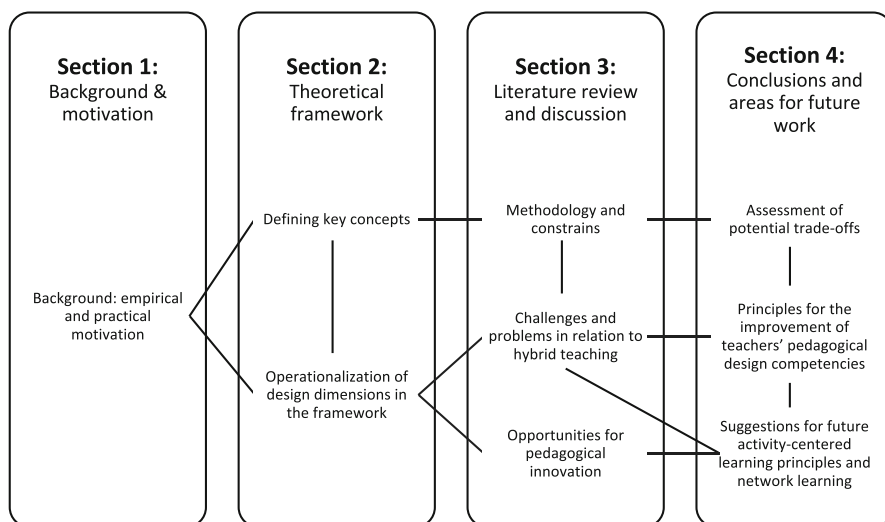 Section 1:
Background &
motivation
Background: empirical
and practical
motivation
Section 2:
Theoretical
framework
Defining key concepts
Operationalization of
design dimensions in
the framework
Section 3:
Literature review
and discussion
Methodology and
constrains
Challenges and
problems in relation to
hybrid teaching
Opportunities for
pedagogical
innovation
Section 4:
Conclusions and
areas for future
work
Assessment of
potential trade-offs
Principles for the
improvement of
teachers' pedagogical
design competencies
Suggestions for future
activity-centered
learning principles and
network learning